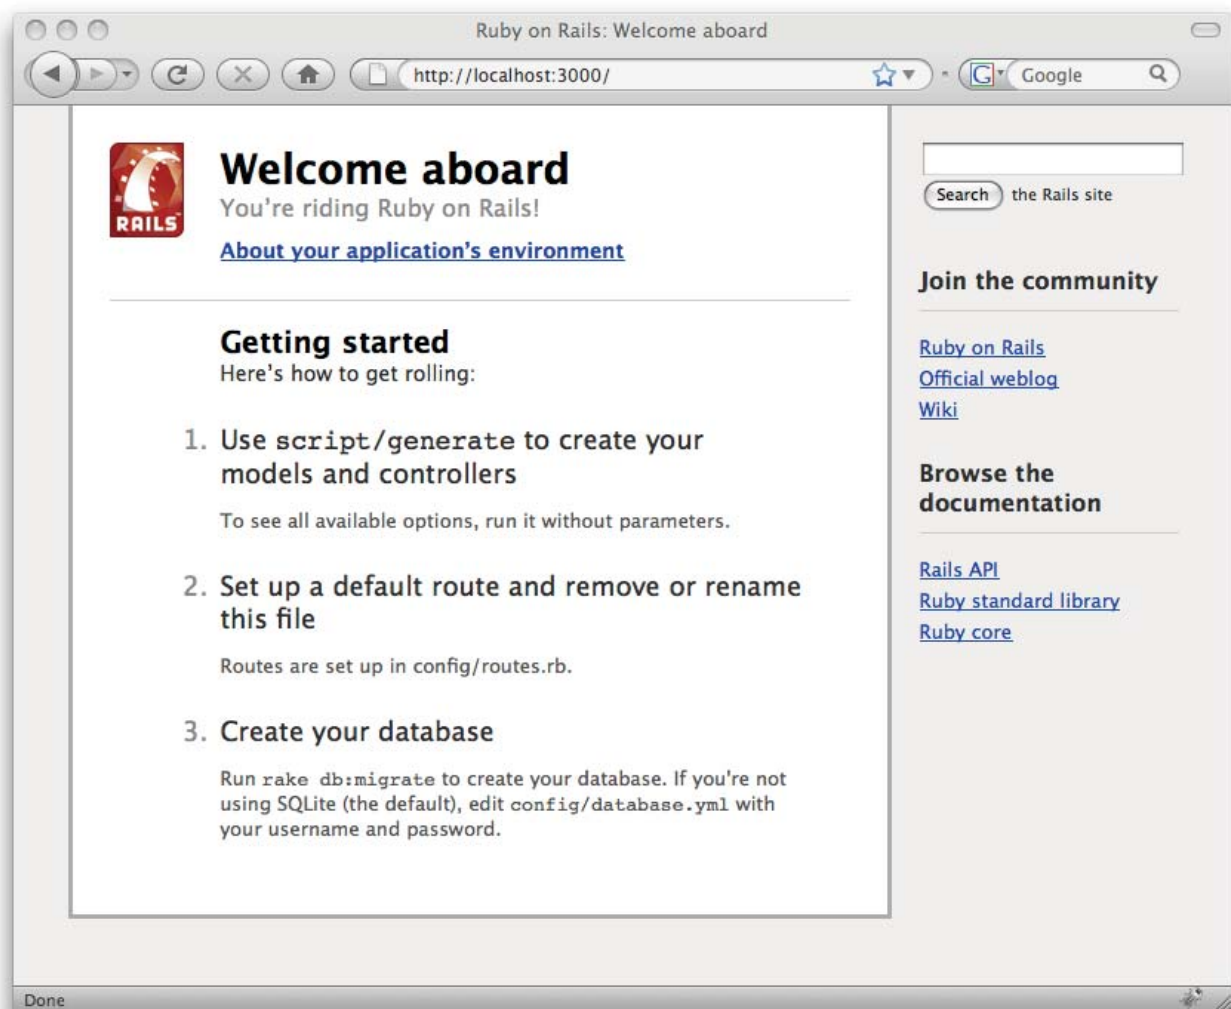 Ruby on Rails: Welcome aboard
http://localhost:3000/
G Google
RAILS
Welcome aboard
You're riding Ruby on Rails!
About your application's environment
Getting started
Here's how to get rolling:
1. Use script/generate to create your
models and controllers
To see all available options, run it without parameters.
2. Set up a default route and remove or rename
this file
Routes are set up in config/routes.rb.
3. Create your database
Run rake db:migrate to create your database. If you're not
using SQLite (the default), edit config/database.yml with
your username and password.
Search the Rails site
Join the community
Ruby on Rails
Official weblog
Wiki
Browse the
documentation
Rails API
Ruby standard library
Ruby core
Done